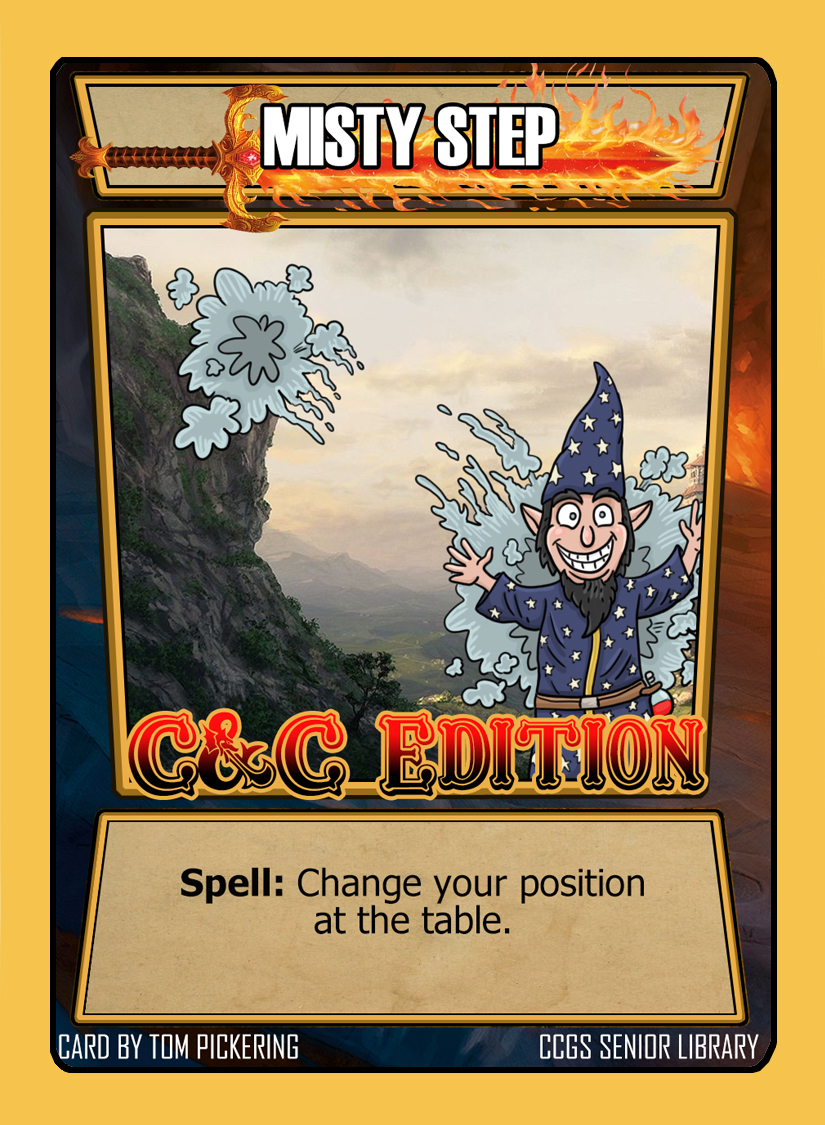 MISTY STEP
C&C EDITION
Spell: Change your position
at the table.
CARD BY TOM PICKERING
CCGS SENIOR LIBRARY